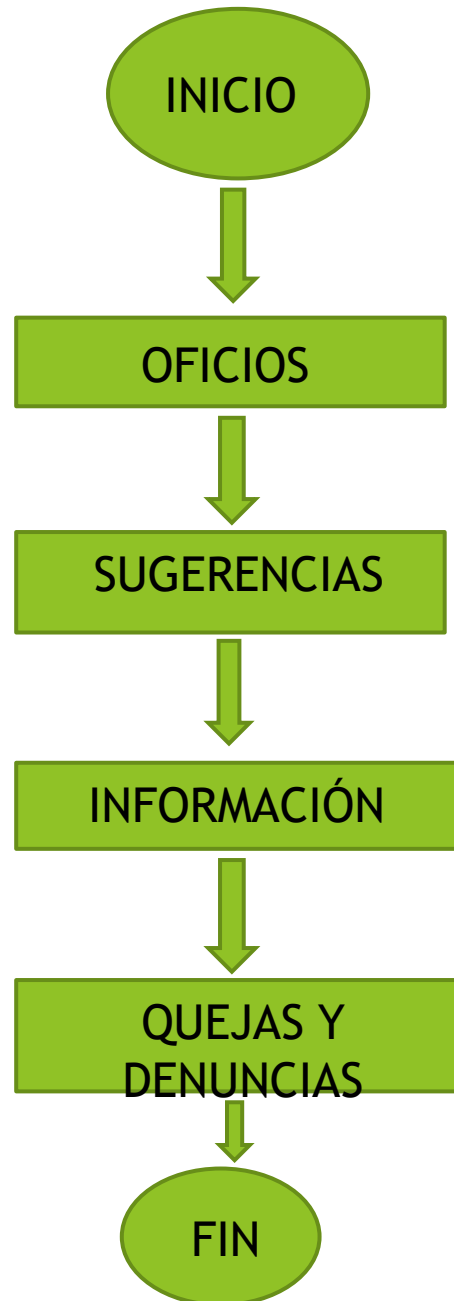 INICIO
OFICIOS
SUGERENCIAS
INFORMACIÓN
QUEJAS Y
DENUNCIAS
FIN